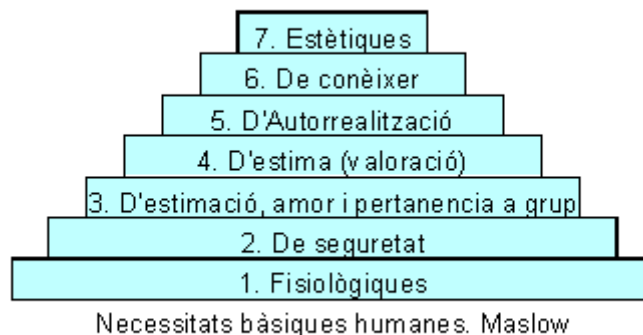 7. Estètiques
6. De conèixer
5. D'Autorrealització
4. D'estima (valoració)
3. D'estimació, amor i pertanencia a grup
2. De seguretat
1. Fisiològiques
Necessitats bàsiques humanes. Maslow